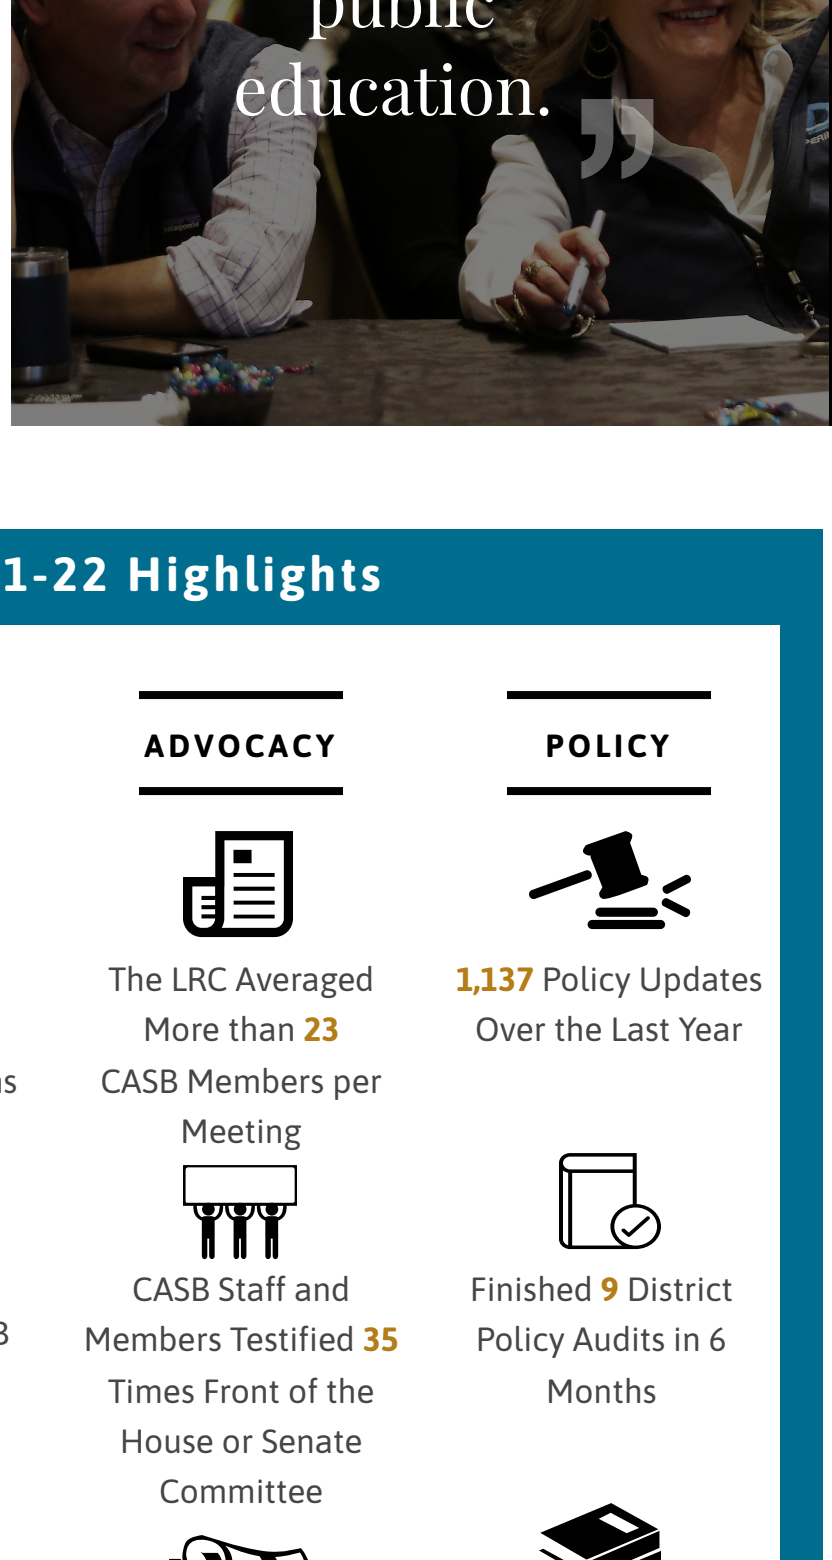 public
education.
”
1-22 Highlights
ADVOCACY
The LRC Averaged
More than 23
CASB Members per
Meeting
CASB Staff and
Members Testified 35
Times Front of the
House or Senate
Committee
POLICY
1,137 Policy Updates
Over the Last Year
Finished 9 District
Policy Audits in 6
Months